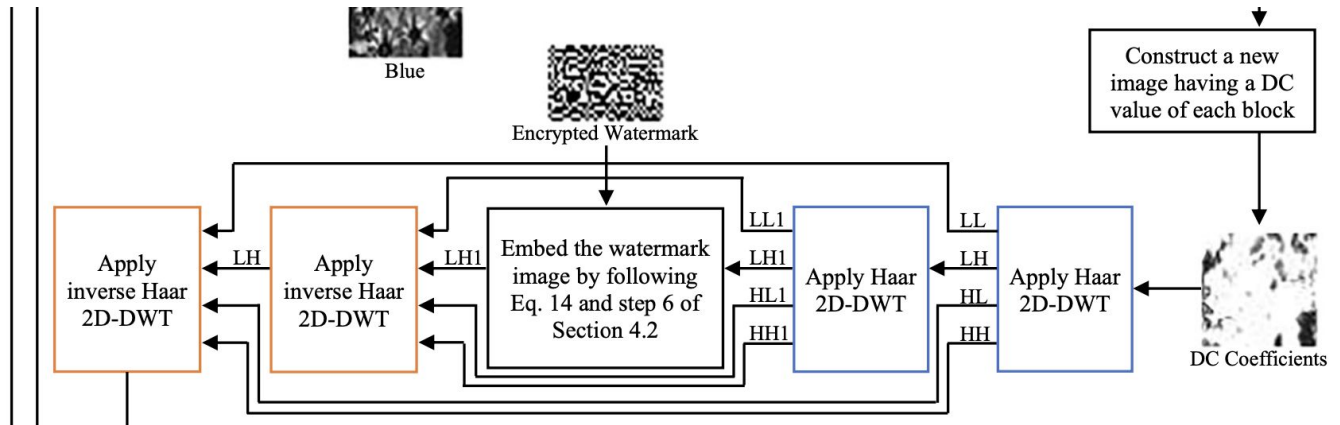 Blue
Encrypted Watermark
Construct a new
image having a DC
value of each block
DC Coefficients
Apply
inverse Haar
2D-DWT
LH
Apply
inverse Haar
2D-DWT
LH1
Embed the watermark
image by following
Eq. 14 and step 6 of
Section 4.2
LL1
LH1
HL1
HH1
Apply Haar
2D-DWT
LL
LH
HL
HH
Apply Haar
2D-DWT